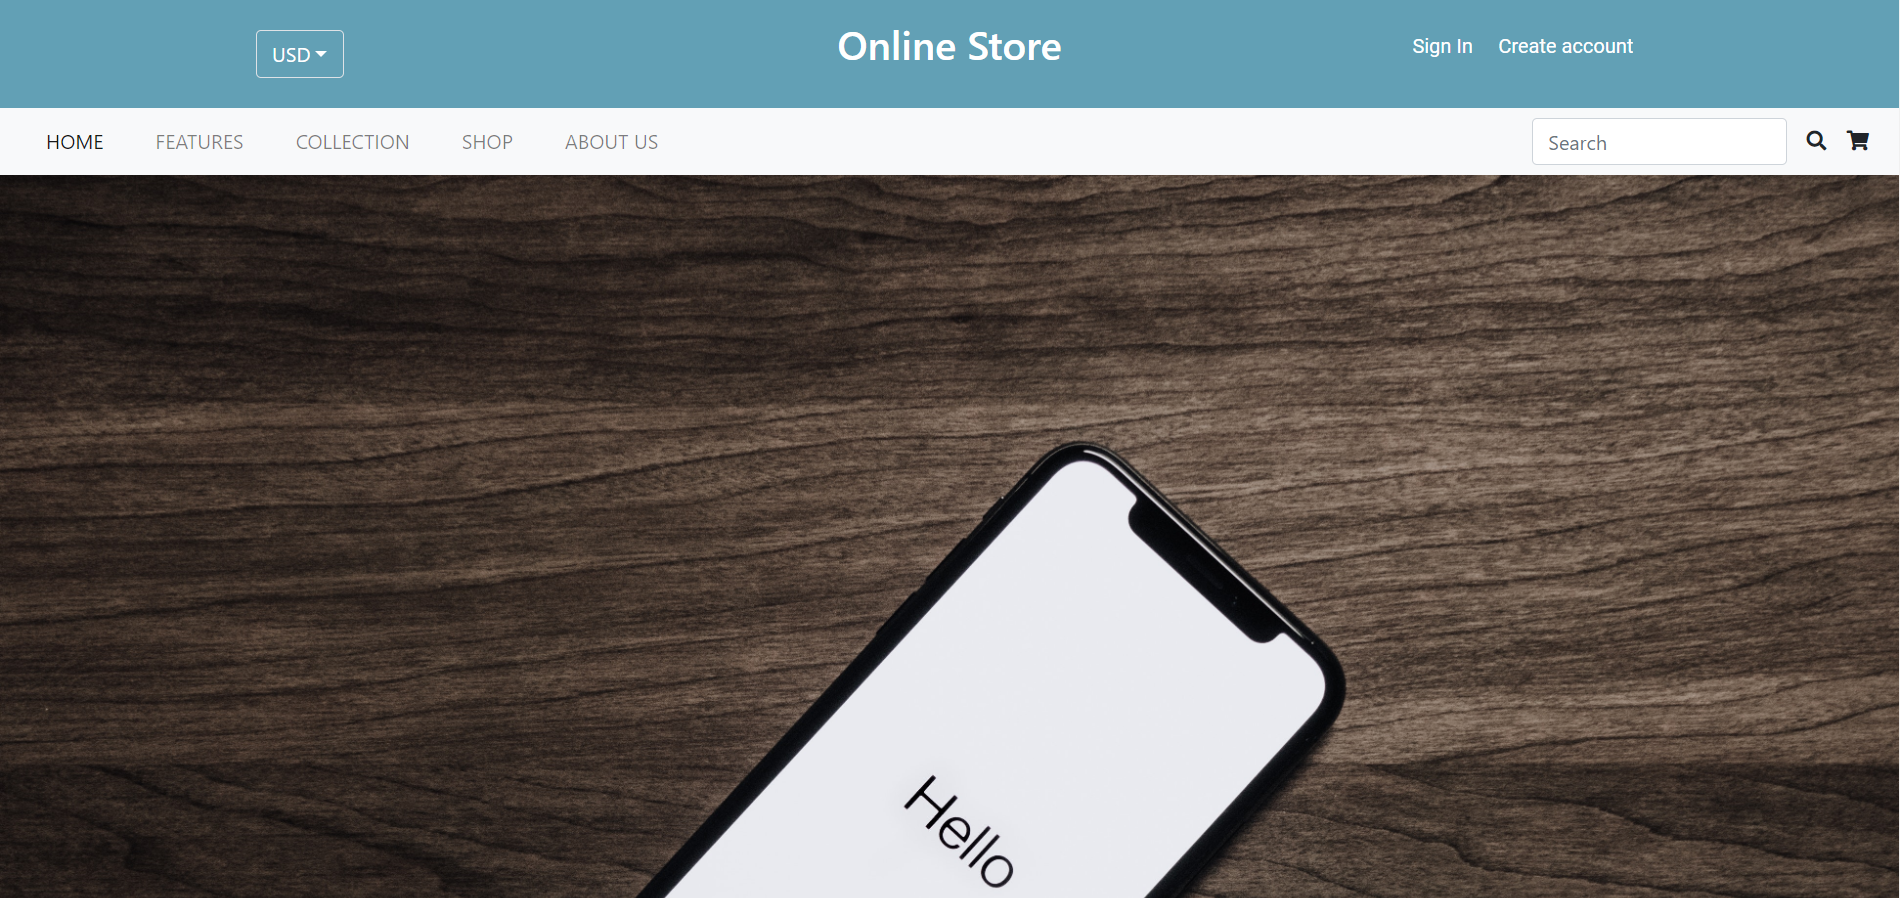 USD
Online Store
Sign In Create account
HOME FEATURES COLLECTION SHOP ABOUT US
Search
Hello